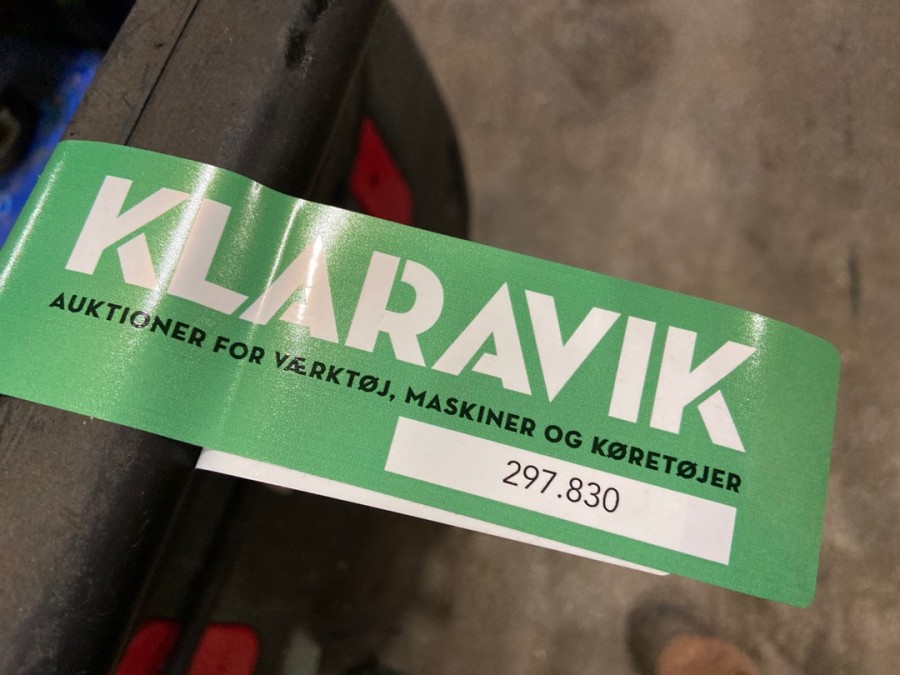 KLARAVIK
AUKTIONER FOR VÆRKTØJ, MASKINER OG KØRETØJER
297.830